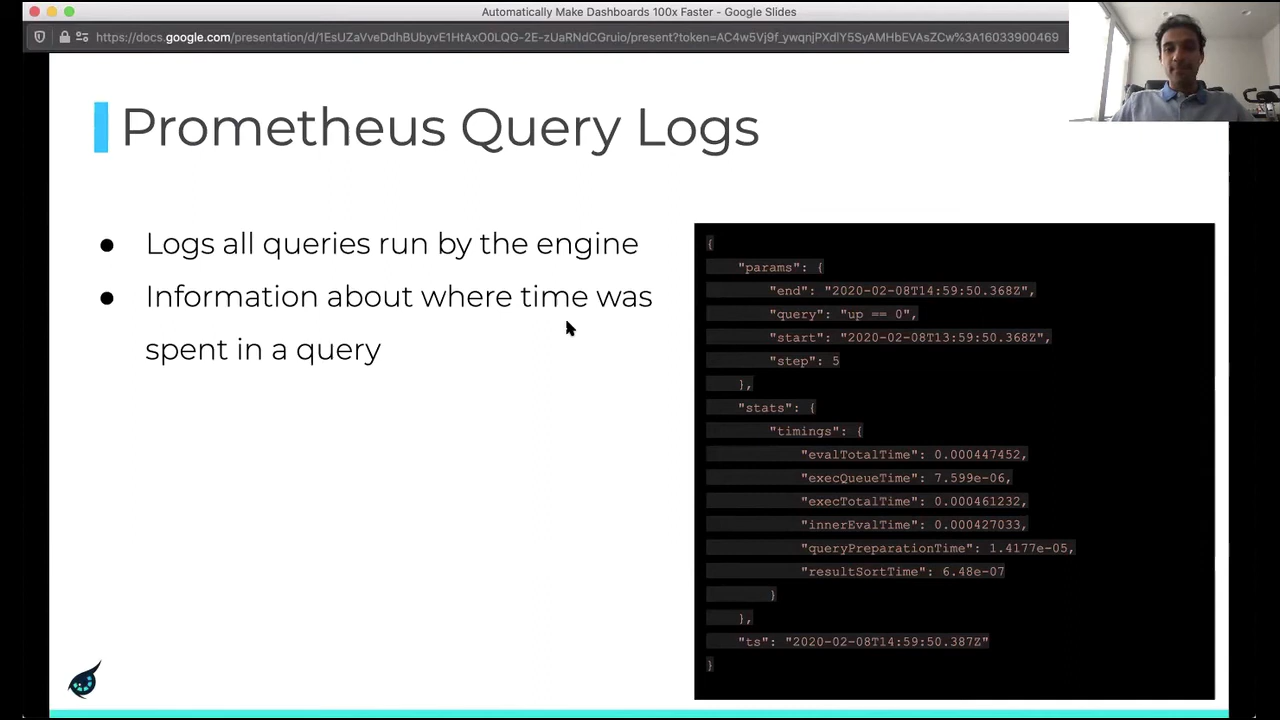 Automatically Make Dashboards 100x Faster - Google Slides
https://docs.google.com/presentation/d/1EsUZaVveDdhBUbyvE1HtAxO0LQG-2E-zUaRNdCGruio/present?token=AC4w5Vj9f_ywqnjPXdlY5SyAMHbEVAsZCw%3A16033900469
Prometheus Query Logs
● Logs all queries run by the engine
● Information about where time was
spent in a query
{
"params": {
"end": "2020-02-08T14:59:50.368Z",
"query": "up == 0",
"start": "2020-02-08T13:59:50.368Z",
"step": 5
},
"stats": {
"timings": {
"evalTotalTime": 0.000447452,
"execQueueTime": 7.599e-06,
"execTotalTime": 0.000461232,
"innerEvalTime": 0.000427033,
"queryPreparationTime": 1.4177e-05,
"resultSortTime": 6.48e-07
}
},
"ts": "2020-02-08T14:59:50.387Z"
}